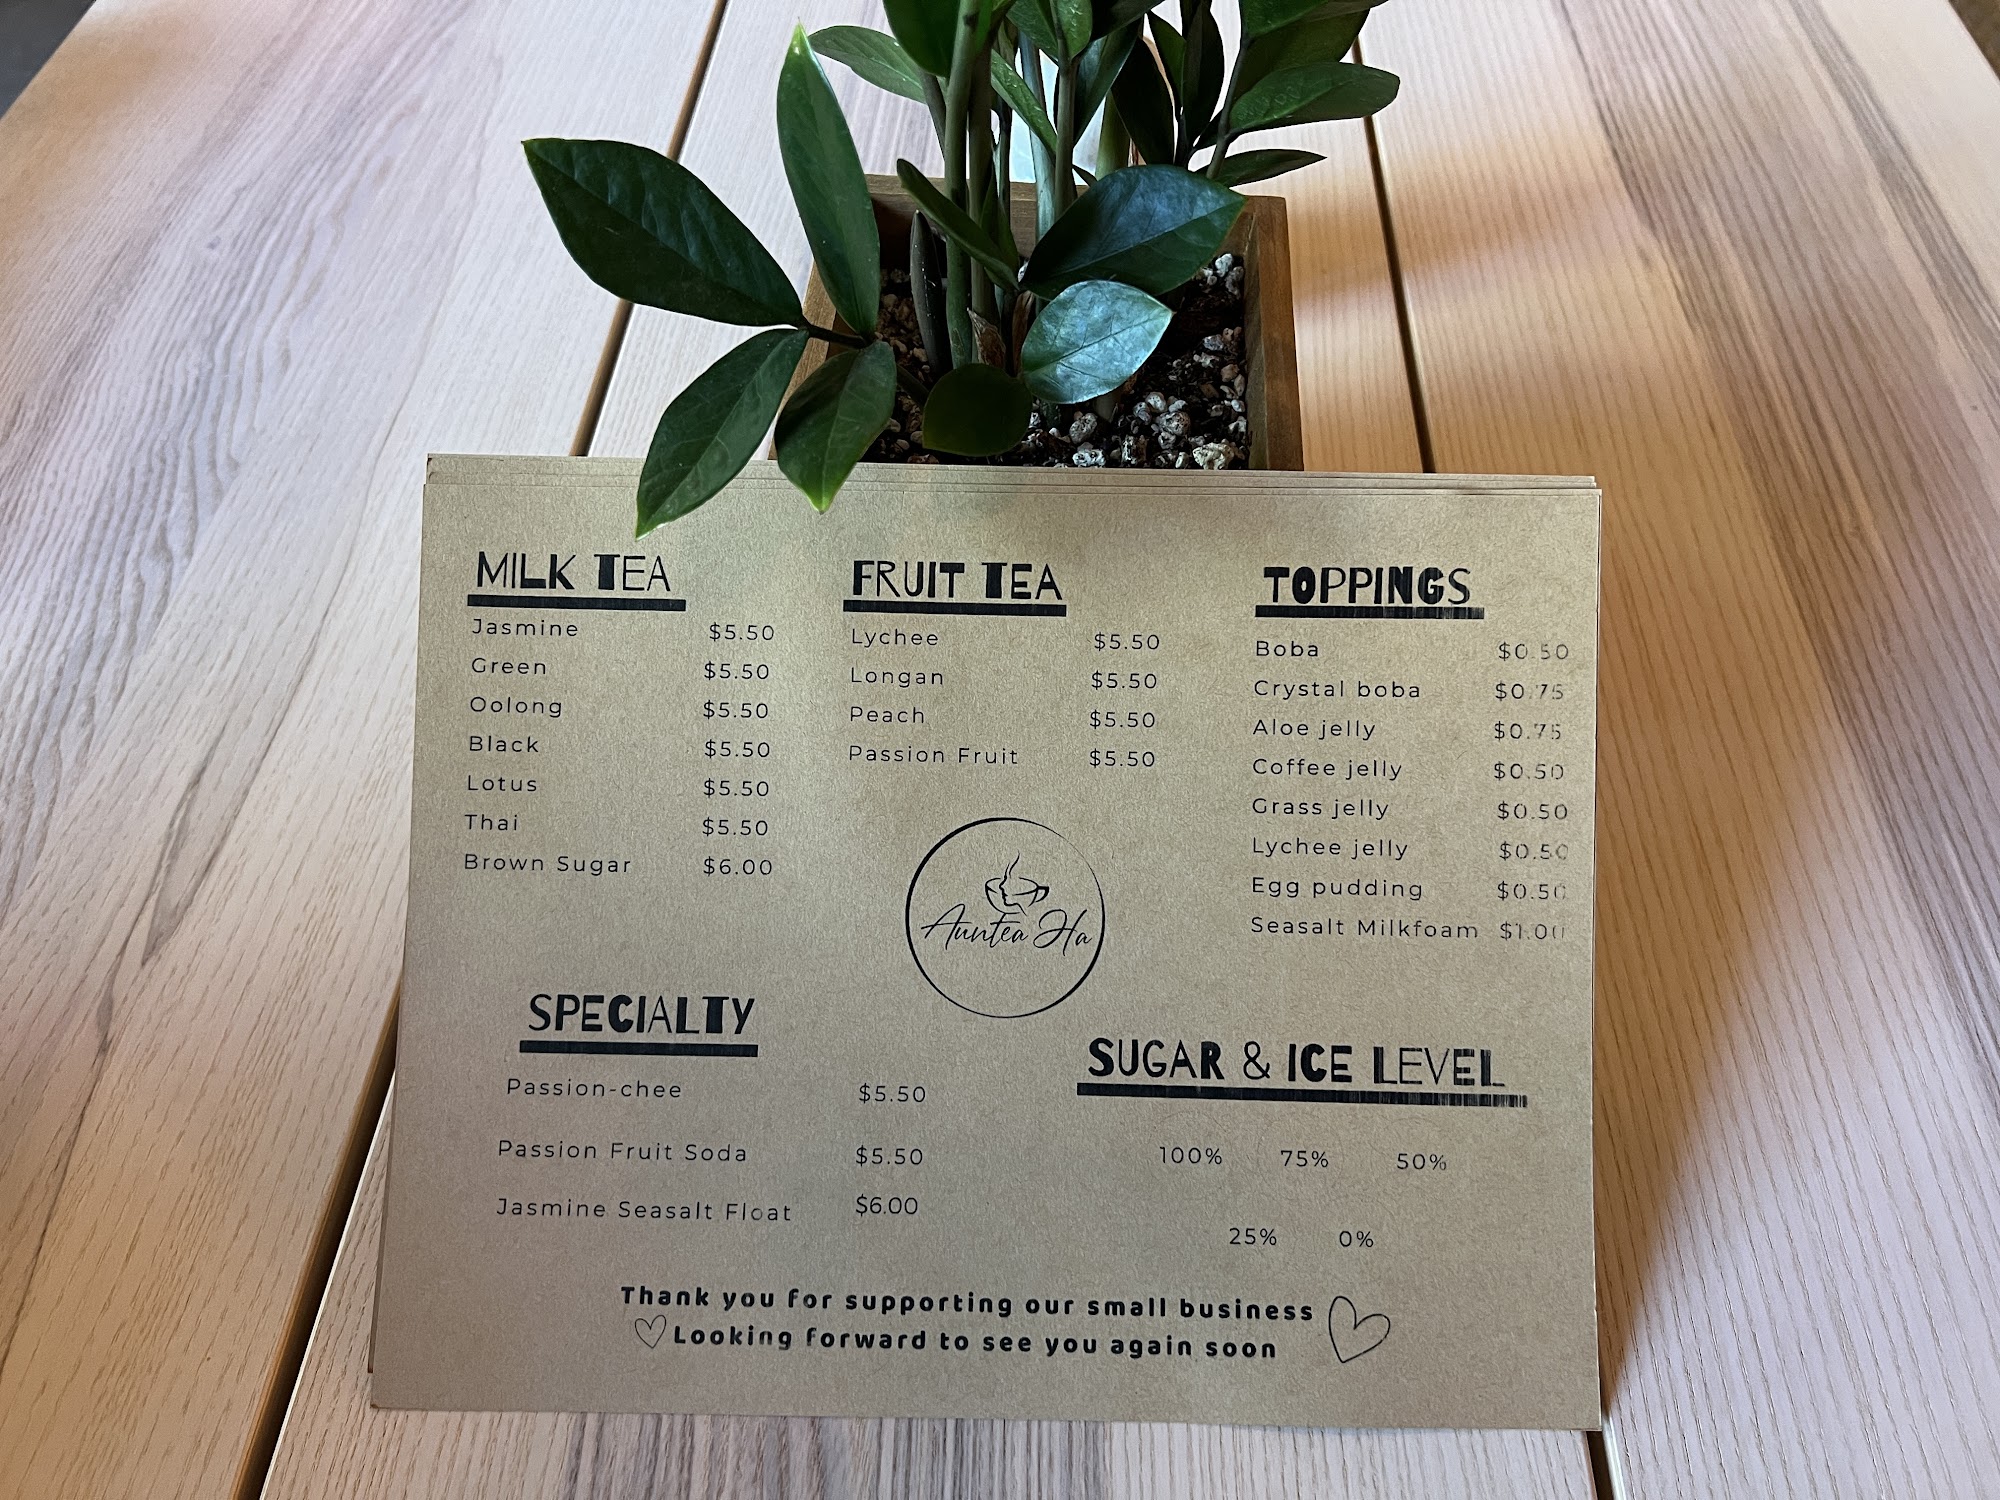 MILK TEA
Jasmine $5.50
Green $5.50
Oolong $5.50
Black $5.50
Lotus $5.50
Thai $5.50
Brown Sugar $6.00
FRUIT TEA
Lychee $5.50
Longan $5.50
Peach $5.50
Passion Fruit $5.50
TOPPINGS
Boba $0.50
Crystal boba $0.75
Aloe jelly $0.75
Coffee jelly $0.50
Grass jelly $0.50
Lychee jelly $0.50
Egg pudding $0.50
Seasalt Milkfoam $1.00
Auntea Ha
SPECIALTY
Passion-chee $5.50
Passion Fruit Soda $5.50
Jasmine Seasalt Float $6.00
SUGAR & ICE LEVEL
100% 75% 50%
25% 0%
Thank you for supporting our small business
Looking forward to see you again soon